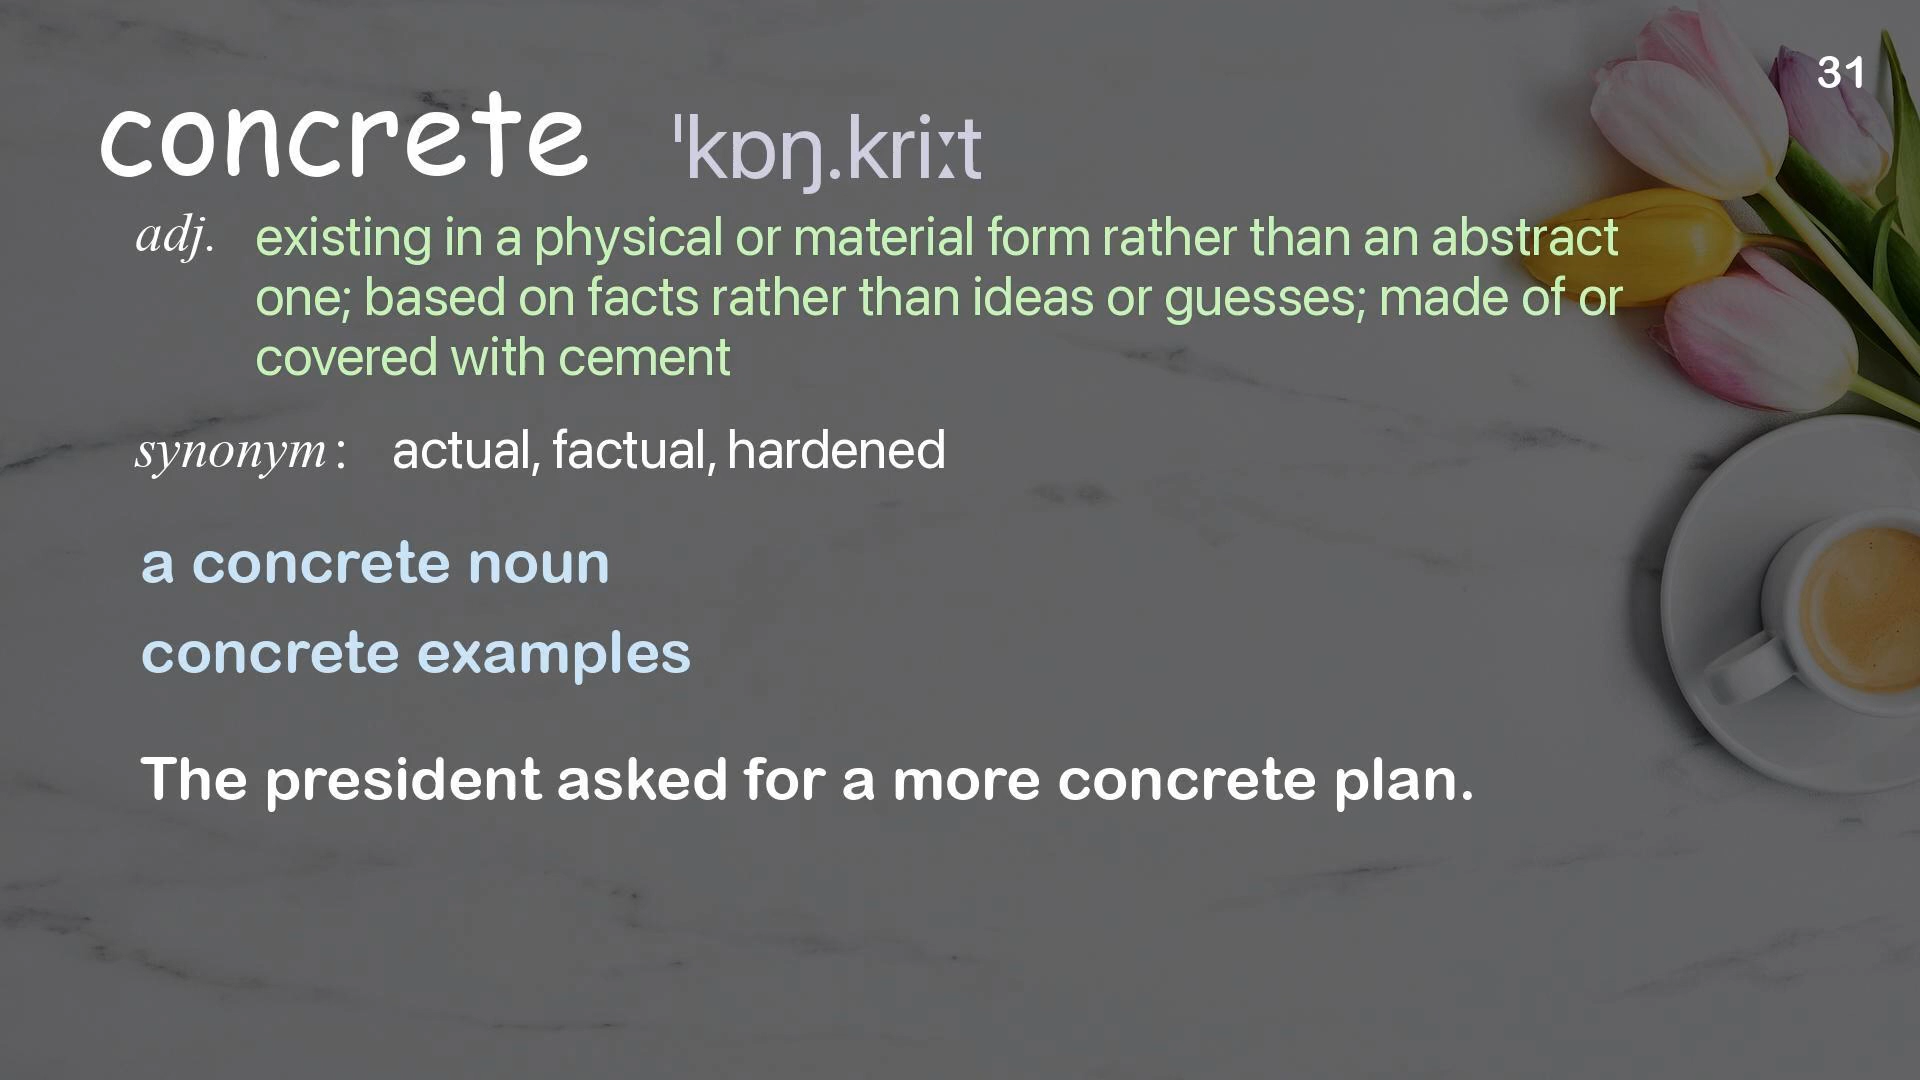 31
concrete ˈkɒŋ.kriːt
adj. existing in a physical or material form rather than an abstract
one; based on facts rather than ideas or guesses; made of or
covered with cement
synonym: actual, factual, hardened
a concrete noun
concrete examples
The president asked for a more concrete plan.